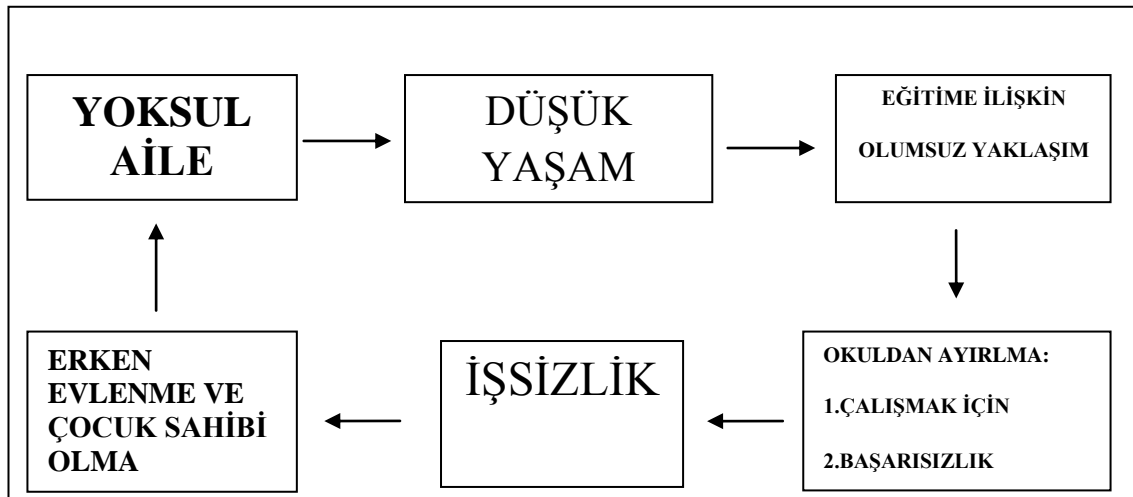 YOKSUL
AİLE
DÜŞÜK
YAŞAM
EĞİTİME İLİŞKİN
OLUMSUZ YAKLAŞIM
OKULDAN AYIRLMA:
1.ÇALIŞMAK İÇİN
2.BAŞARISIZLIK
İŞSİZLİK
ERKEN
EVLENME VE
ÇOCUK SAHİBİ
OLMA